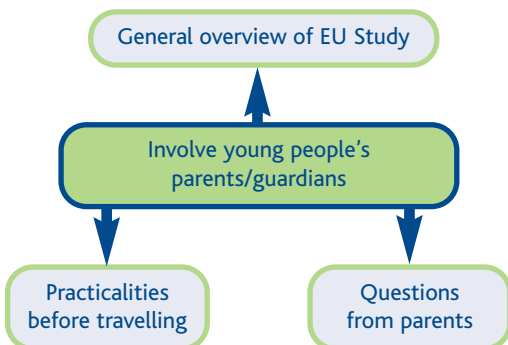 General overview of EU Study
Involve young people's
parents/guardians
Practicalities
before travelling
Questions
from parents